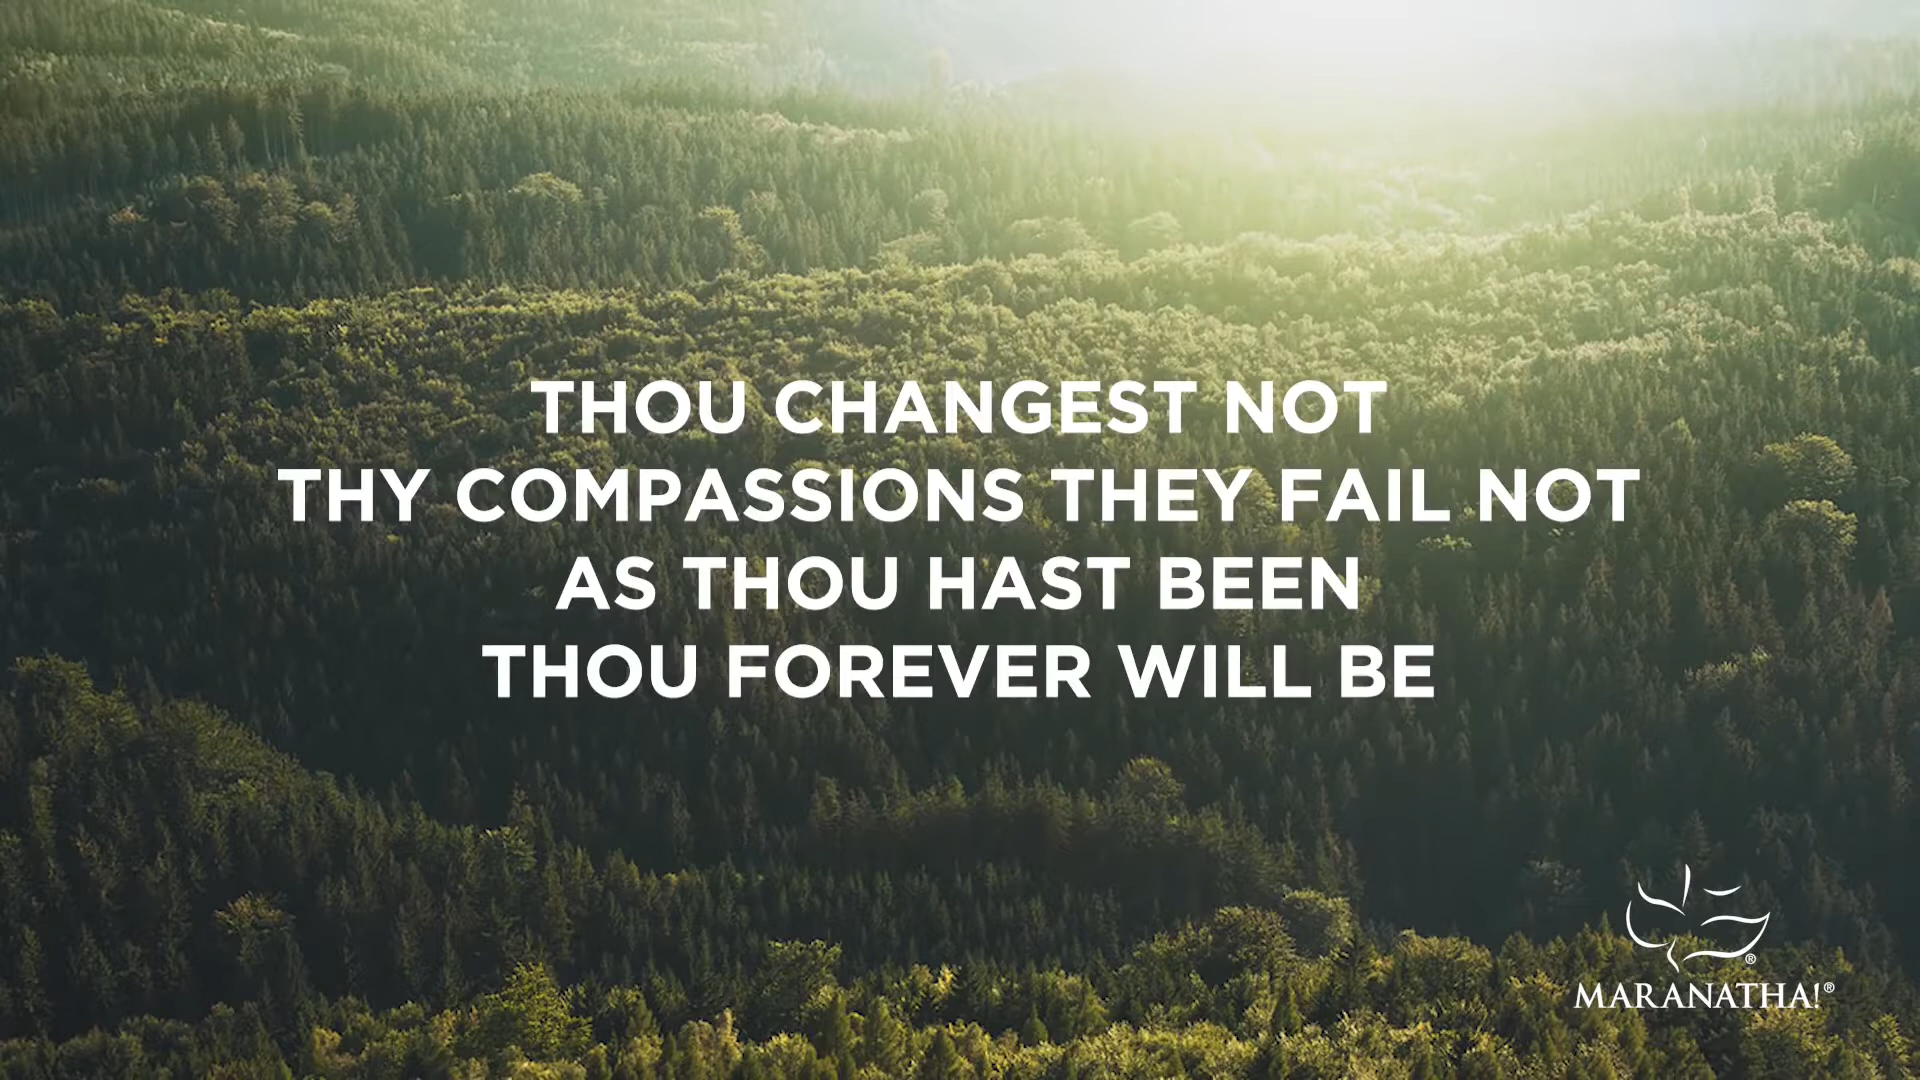 THOU CHANGEST NOT
THY COMPASSIONS THEY FAIL NOT
AS THOU HAST BEEN
THOU FOREVER WILL BE
®
MARANATHA!®